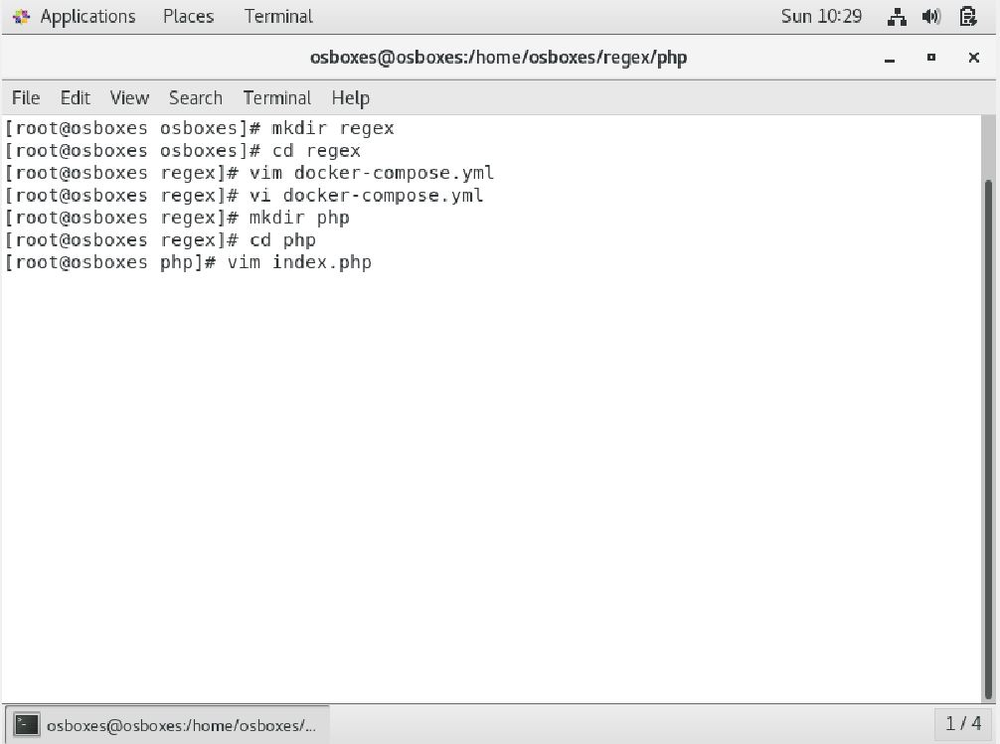 Applications Places Terminal Sun 10:29
osboxes@osboxes:/home/osboxes/regex/php
File Edit View Search Terminal Help
[root@osboxes osboxes]# mkdir regex
[root@osboxes osboxes]# cd regex
[root@osboxes regex]# vim docker-compose.yml
[root@osboxes regex]# vi docker-compose.yml
[root@osboxes regex]# mkdir php
[root@osboxes regex]# cd php
[root@osboxes php]# vim index.php
osboxes@osboxes:/home/osboxes/... 1 / 4